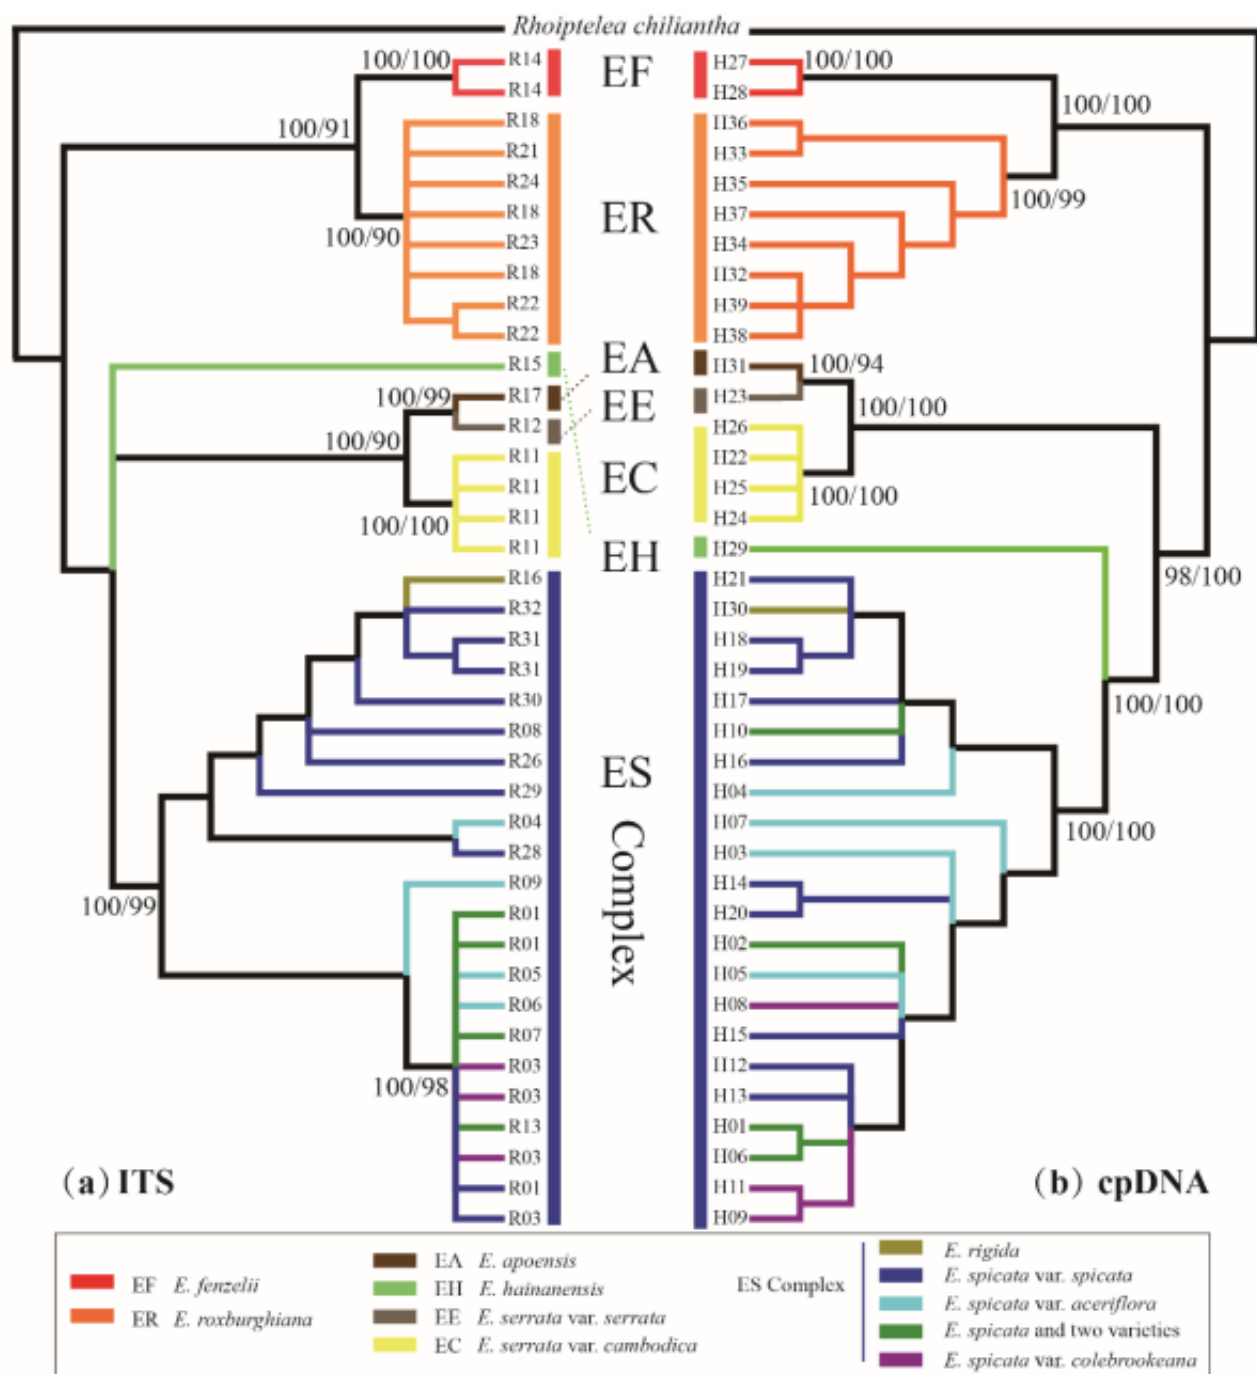 Rhoiptelea chiliantha
100/100 R14 EF H27 100/100
R14 H28
100/91 R18 H36 100/100
R21 H33
R24 H35 100/99
100/90 R18 ER H37
R23 H34
R18 H32
R22 H39
R22 H38
R15 EA H31 100/94
100/99 R17 EE H23 100/100
100/90 R12 H26
R11 H22
R11 EC H25 100/100
100/100 R11 H24
R11 EH H29 98/100
R16 H21
R32 H30
R31 H18
R31 H19
R30 H17 100/100
R08 H10
R26 ES H16
R29 H04
R04 Complex H07 100/100
R28 H03
100/99 R09 H14
R01 H20
R01 H02
R05 H05
R06 H08
R07 H15
100/98 R03 H12
R03 H13
R13 H01
R03 H06
R01 H11
R03 H09
(a) ITS (b) cpDNA
EF E. fenzelii
ER E. roxburghiana
EA E. apoensis
EH E. hainanensis
EE E. serrata var. serrata
EC E. serrata var. cambodica
ES Complex
E. rigida
E. spicata var. spicata
E. spicata var. aceriflora
E. spicata and two varieties
E. spicata var. colebrookeana